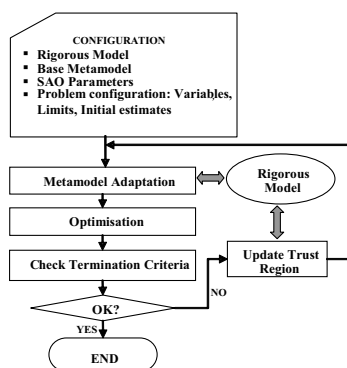 CONFIGURATION
▪ Rigorous Model
▪ Base Metamodel
▪ SAO Parameters
▪ Problem configuration: Variables,
Limits, Initial estimates
Metamodel Adaptation
Rigorous
Model
Optimisation
Check Termination Criteria
Update Trust
Region
OK?
NO
YES
END